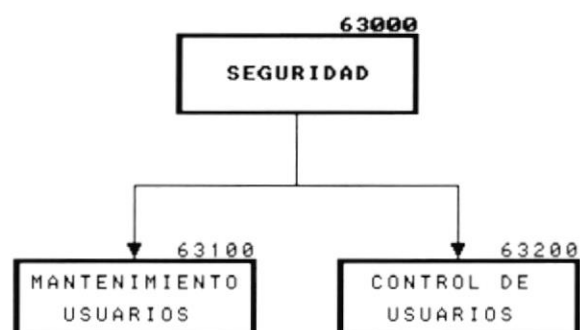 63000
SEGURIDAD
63100
MANTENIMIENTO
USUARIOS
63200
CONTROL DE
USUARIOS